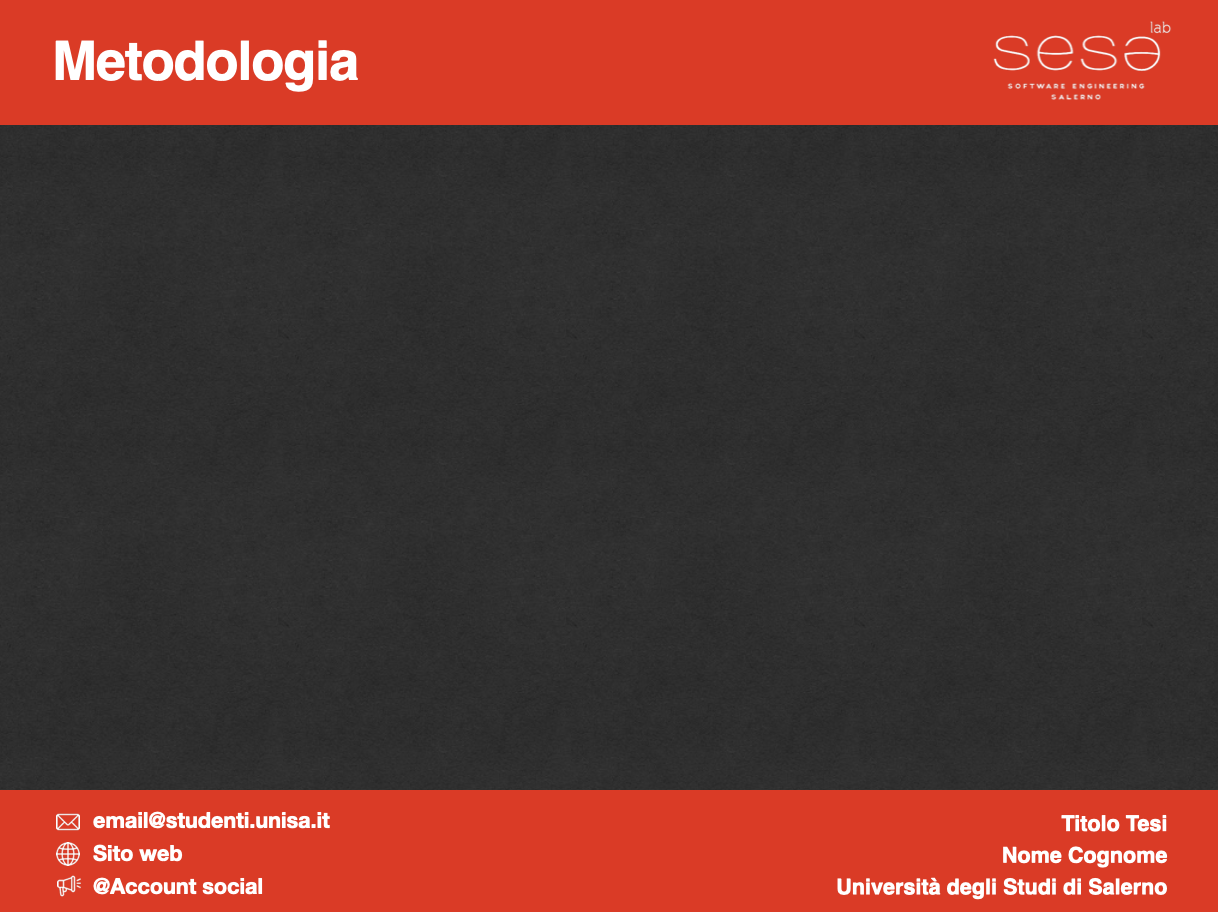 Metodologia
sesa lab
SOFTWARE ENGINEERING
SALERNO
email@studenti.unisa.it
Sito web
@Account social
Titolo Tesi
Nome Cognome
Università degli Studi di Salerno